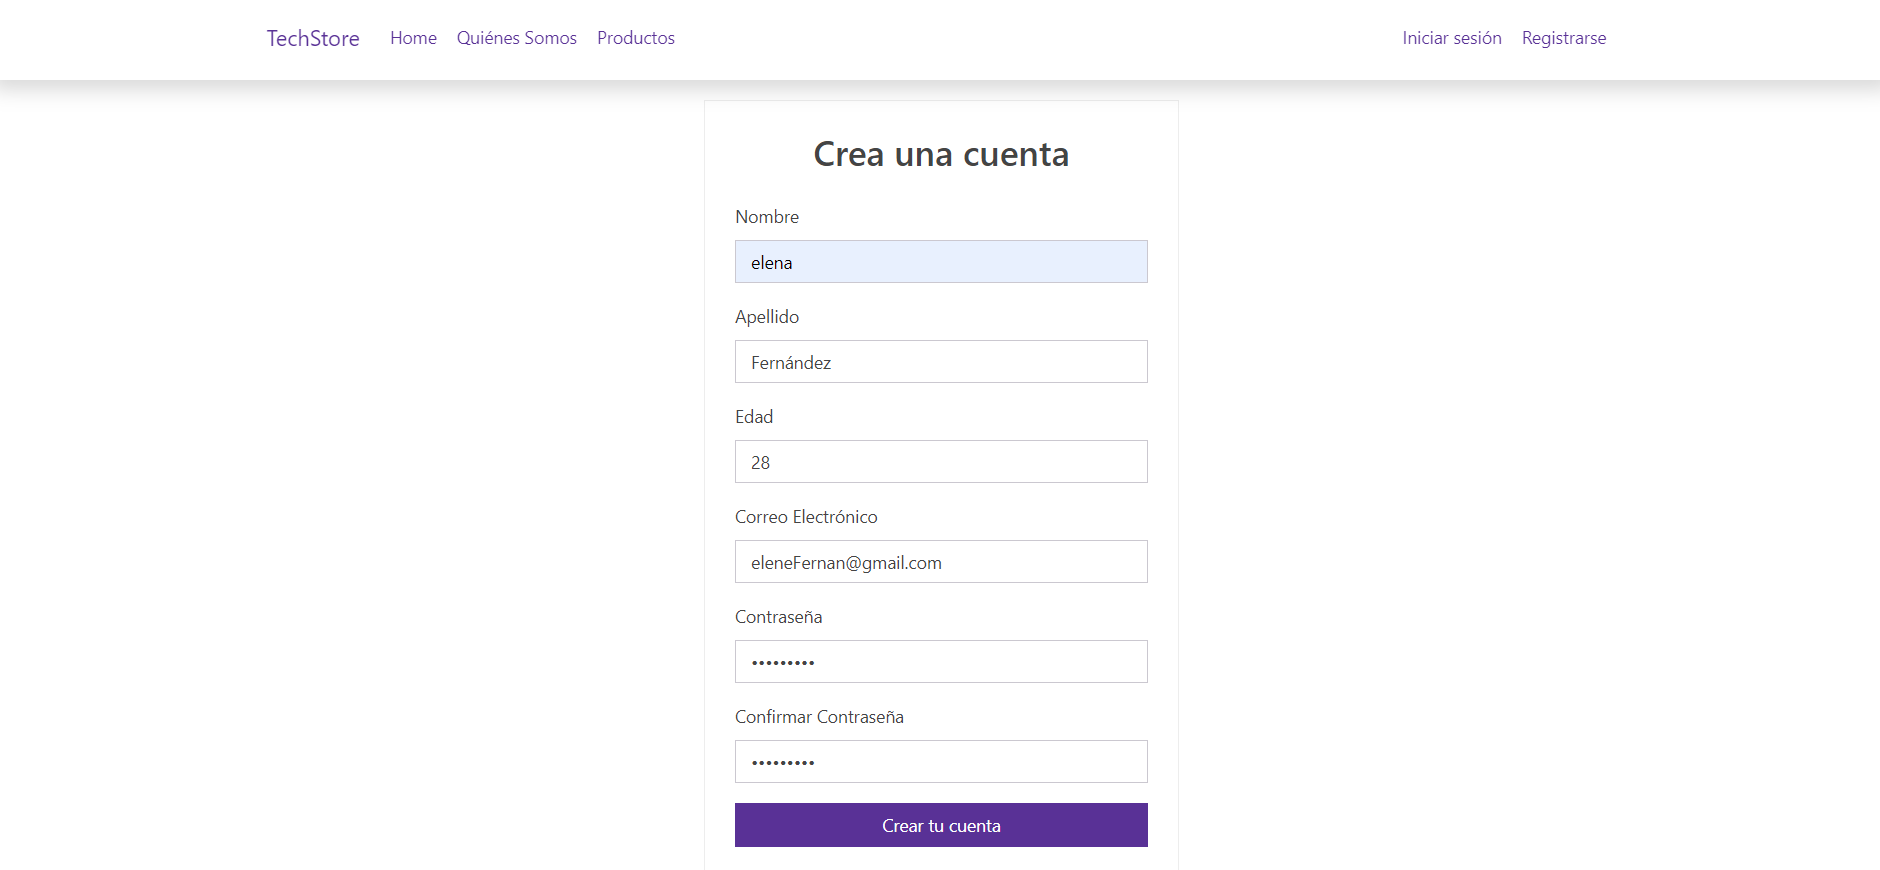 TechStore Home Quiénes Somos Productos Iniciar sesión Registrarse
Crea una cuenta
Nombre
elena
Apellido
Fernández
Edad
28
Correo Electrónico
eleneFernan@gmail.com
Contraseña
•••••••••
Confirmar Contraseña
•••••••••
Crear tu cuenta